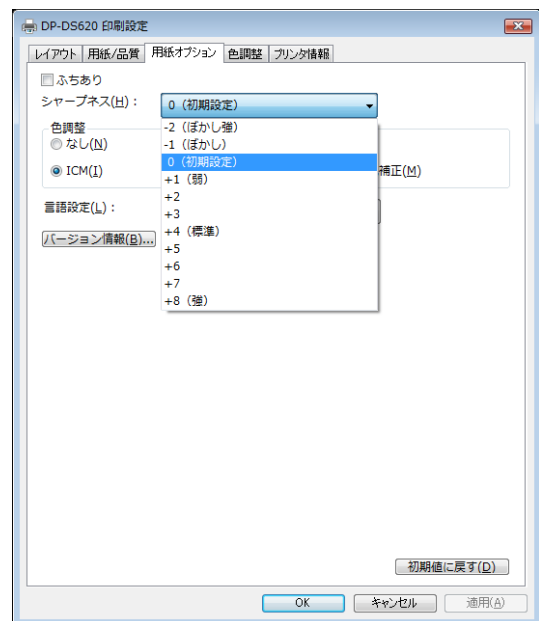 DP-DS620 印刷設定
レイアウト 用紙/品質 用紙オプション 色調整 プリンタ情報
ふちあり
シャープネス(H)： 0（初期設定）
-2（ぼかし強）
-1（ぼかし）
0（初期設定）
+1（弱）
+2
+3
+4（標準）
+5
+6
+7
+8（強）
色調整
なし(N)
ICM(I) 補正(M)
言語設定(L)：
バージョン情報(B)...
初期値に戻す(D)
OK キャンセル 適用(A)